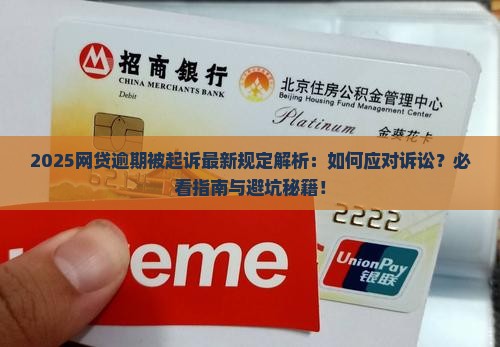 招商银行
CHINA MERCHANTS BANK
Debit
北京住房公积金管理中心
Beijing Housing Fund Management Center
Platinum
金葵花卡
2025网贷逾期被起诉最新规定解析：如何应对诉讼？必
看指南与避坑秘籍！
2222
eme
UnionPay
银联